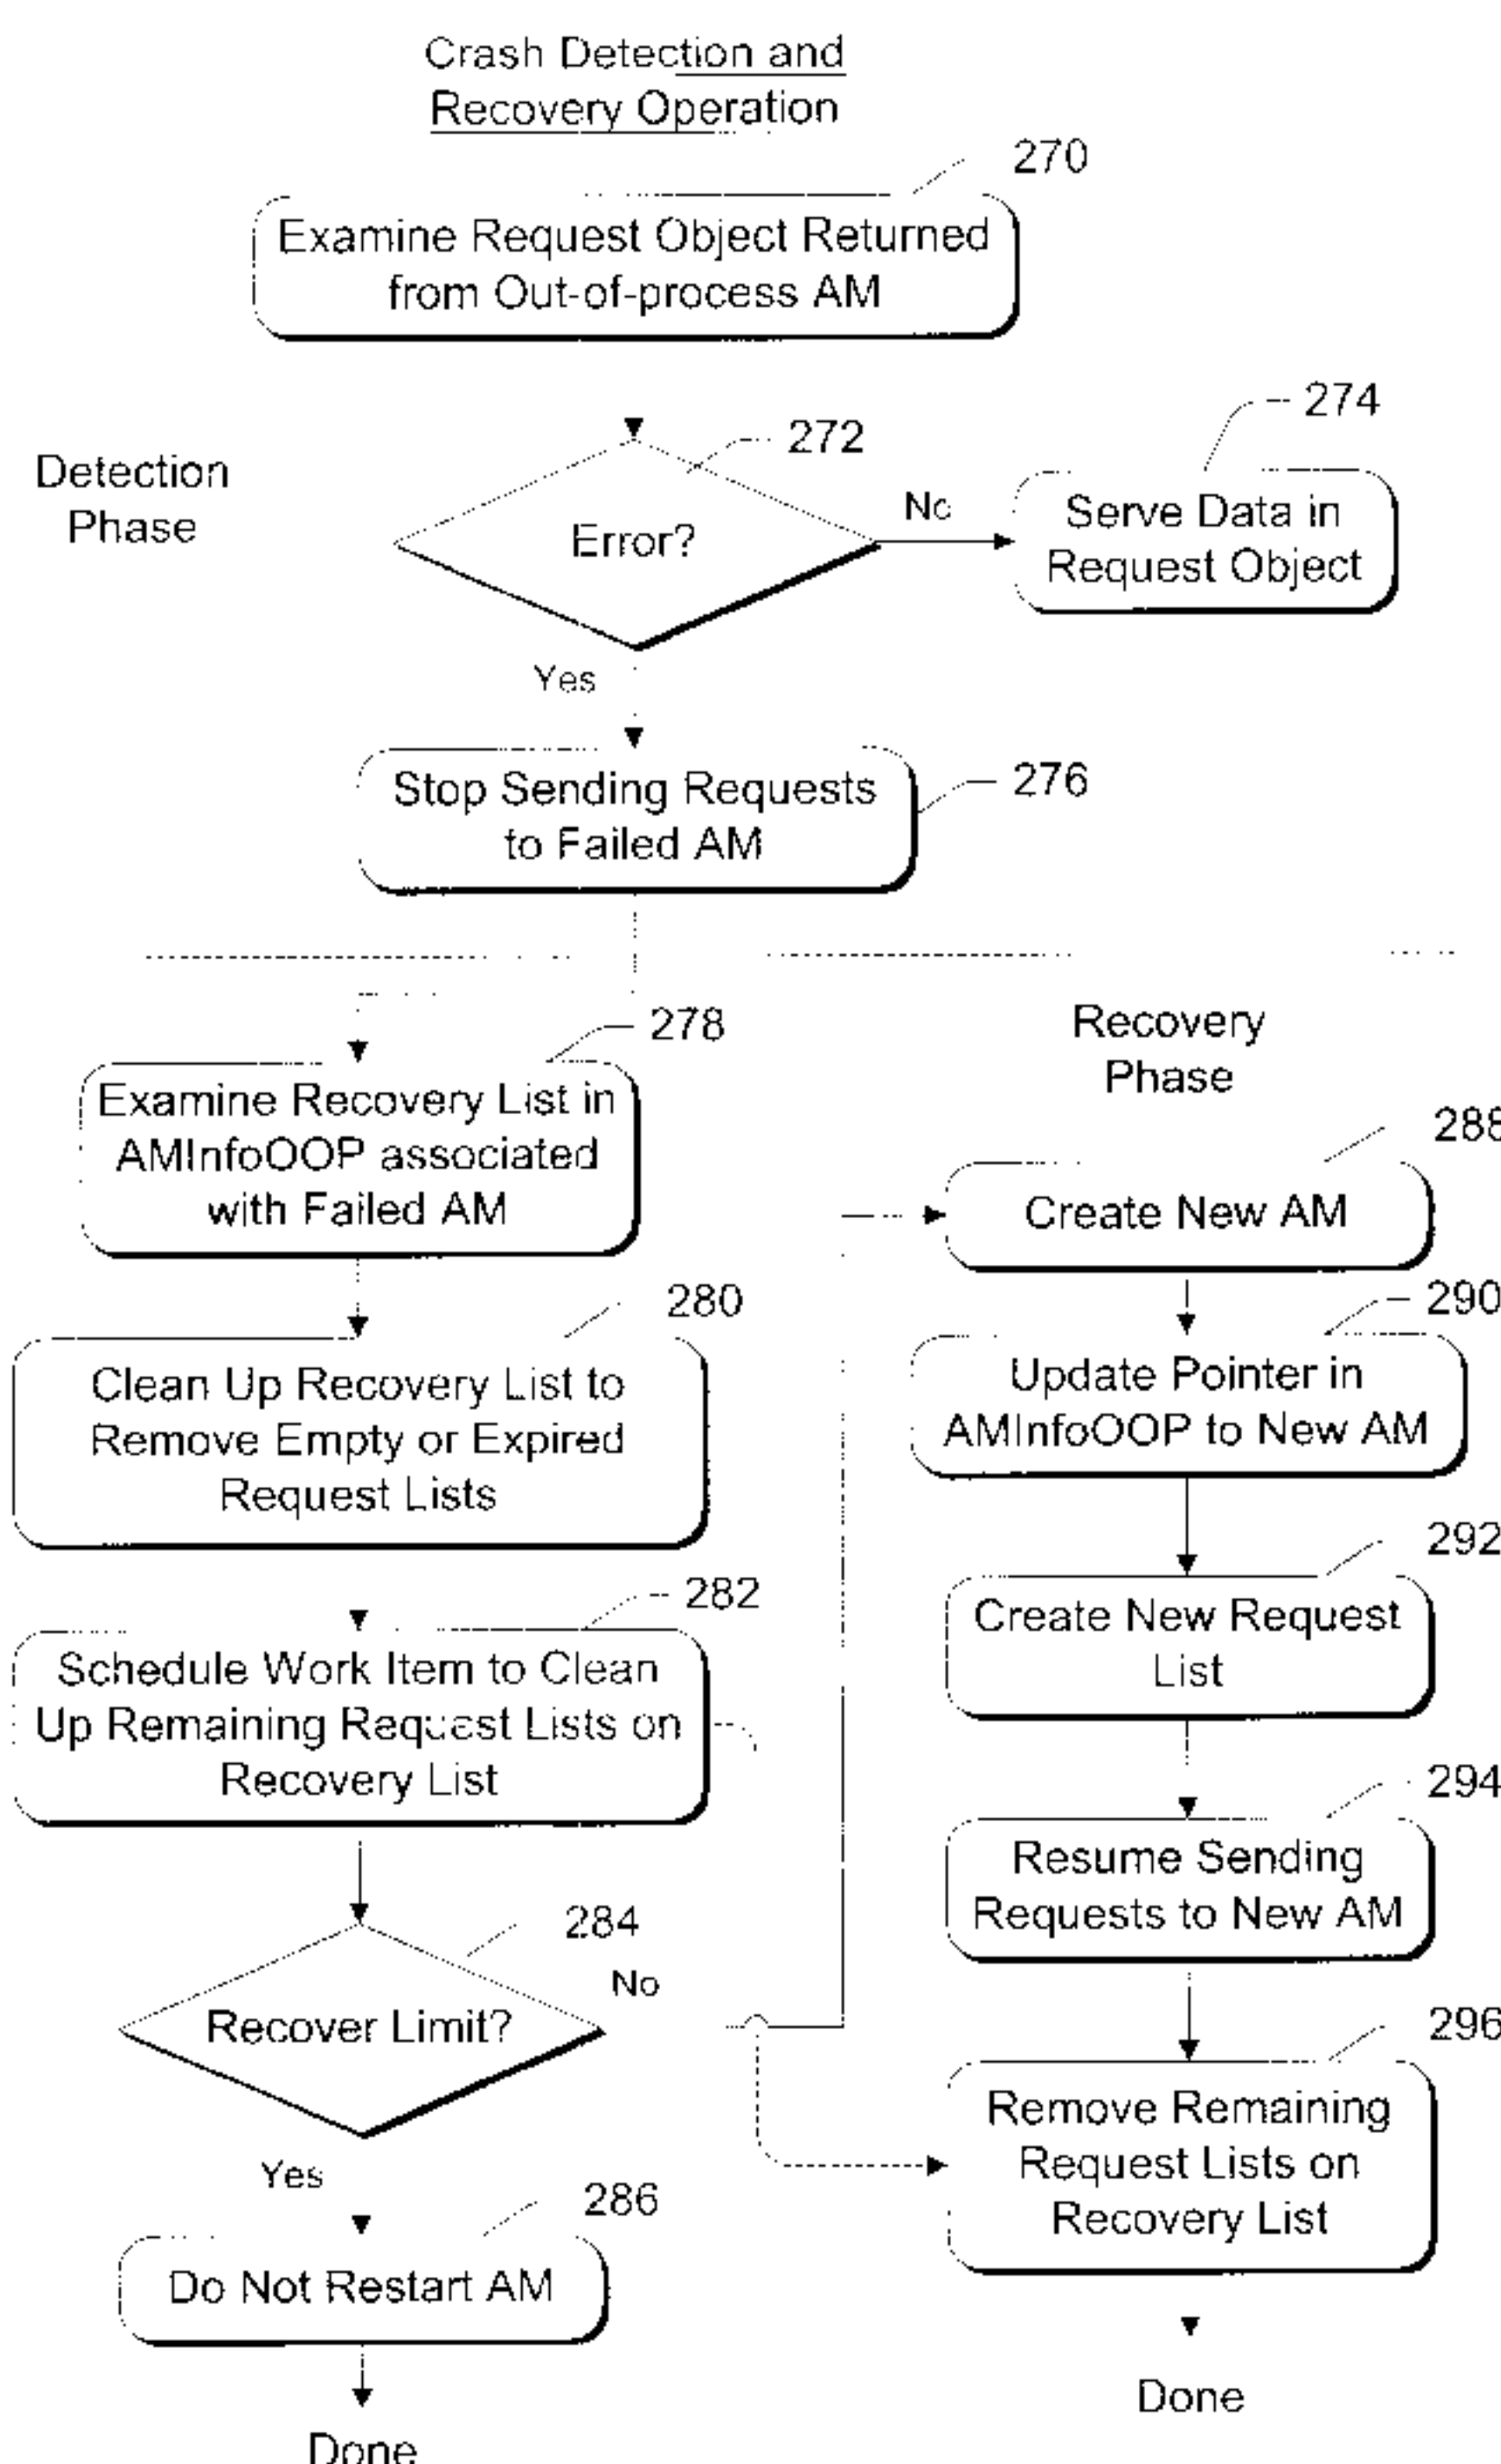 Crash Detection and
Recovery Operation
270
Examine Request Object Returned
from Out-of-process AM
Detection
Phase
272
Error?
No
274
Serve Data in
Request Object
Yes
276
Stop Sending Requests
to Failed AM
278
Examine Recovery List in
AMInfoOOP associated
with Failed AM
280
Clean Up Recovery List to
Remove Empty or Expired
Request Lists
282
Schedule Work Item to Clean
Up Remaining Request Lists on
Recovery List
284
Recover Limit?
No
Yes
286
Do Not Restart AM
Done
Recovery
Phase
288
Create New AM
290
Update Pointer in
AMInfoOOP to New AM
292
Create New Request
List
294
Resume Sending
Requests to New AM
296
Remove Remaining
Request Lists on
Recovery List
Done